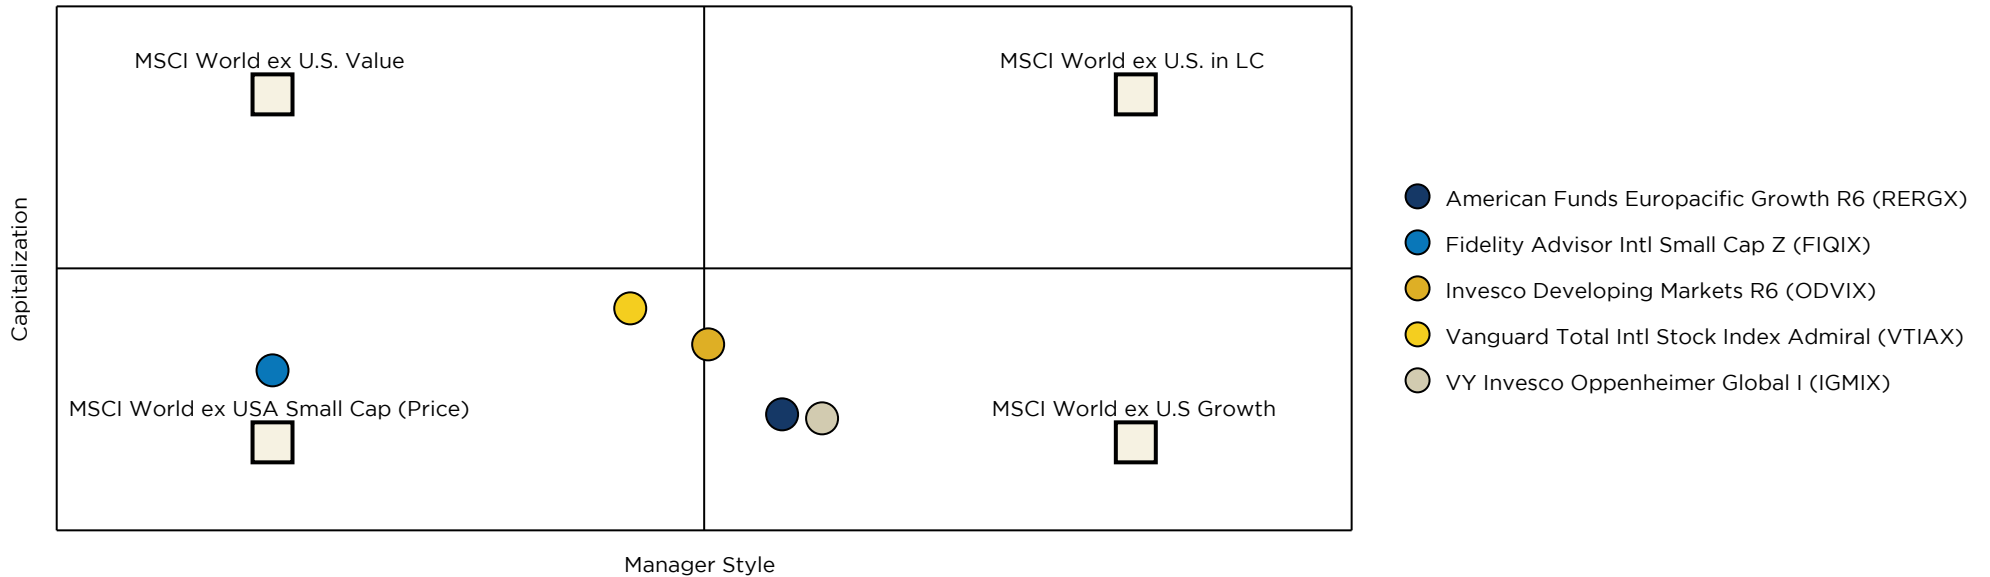 MSCI World ex U.S. Value
MSCI World ex U.S. in LC
Capitalization
MSCI World ex USA Small Cap (Price)
MSCI World ex U.S Growth
Manager Style
American Funds Europacific Growth R6 (RERGX)
Fidelity Advisor Intl Small Cap Z (FIQIX)
Invesco Developing Markets R6 (ODVIX)
Vanguard Total Intl Stock Index Admiral (VTIAX)
VY Invesco Oppenheimer Global I (IGMIX)